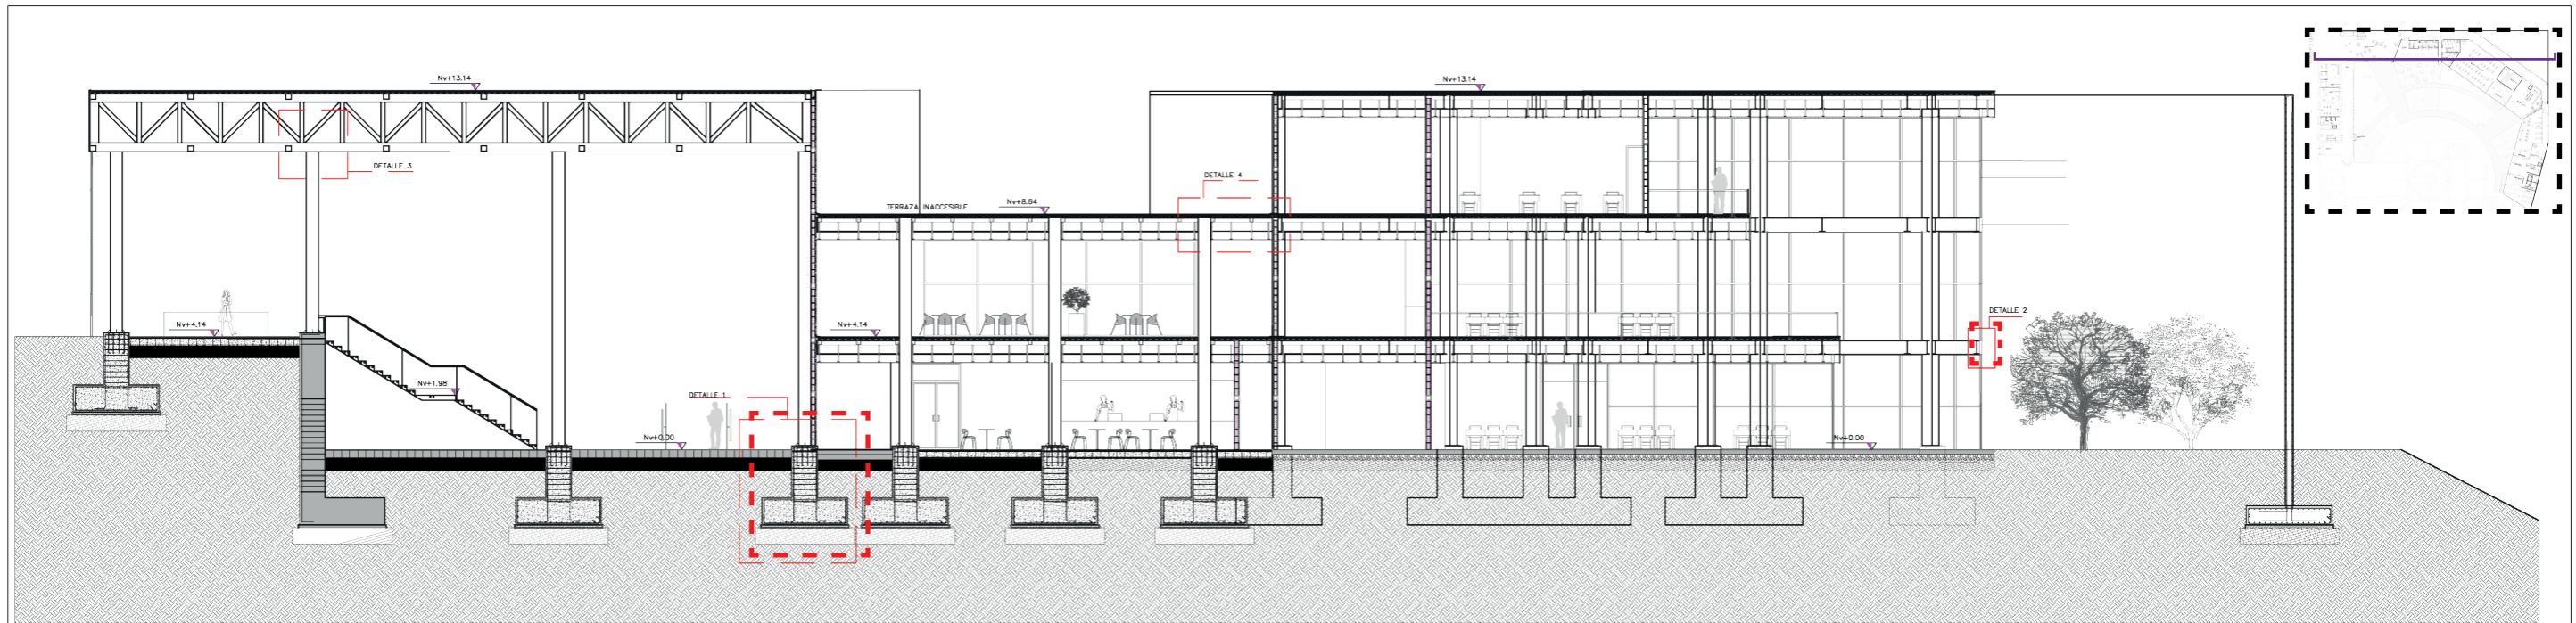 Nv+13.14
Nv+13.14
DETALLE 3
DETALLE 4
TERRAZA INACCESIBLE
Nv+8.64
Nv+4.14
Nv+4.14
DETALLE 2
Nv+1.98
DETALLE 1
Nv+0.00
Nv+0.00